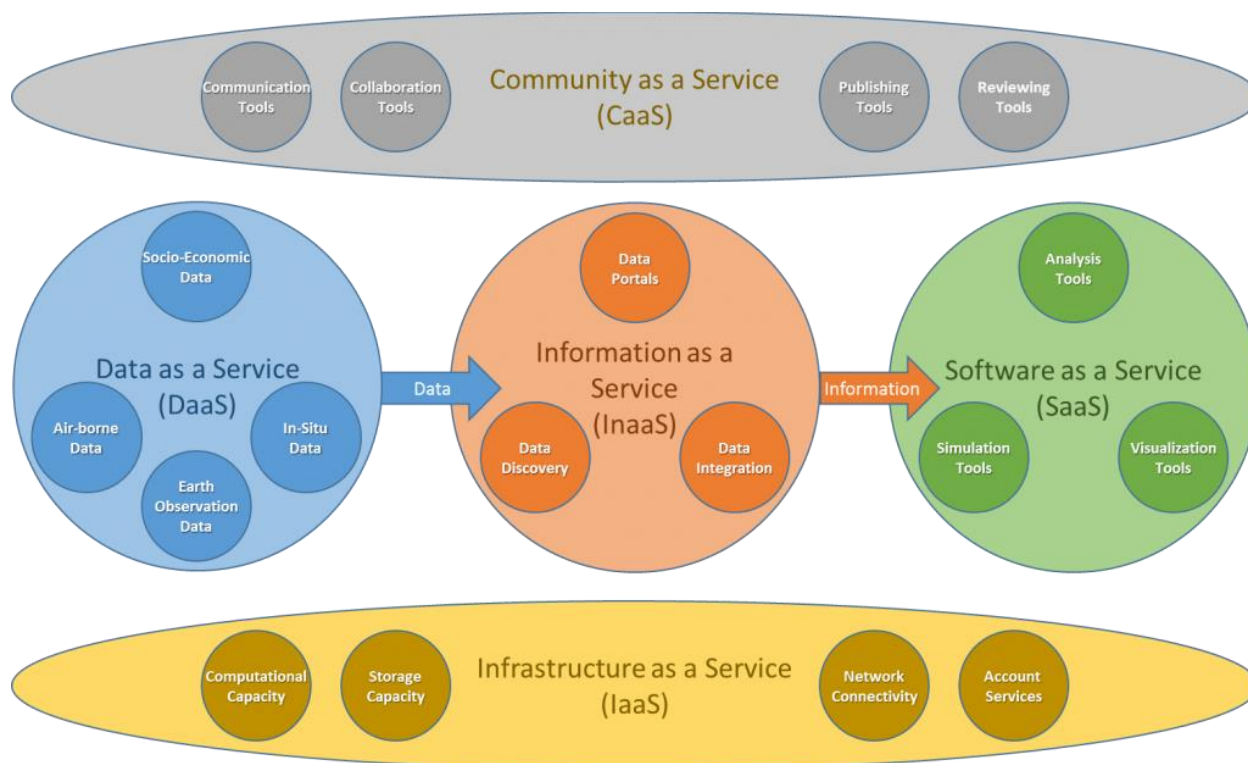 Communication
Tools
Collaboration
Tools
Community as a Service
(CaaS)
Publishing
Tools
Reviewing
Tools
Socio-Economic
Data
Data as a Service
(DaaS)
Air-borne
Data
In-Situ
Data
Earth
Observation
Data
Data
Data
Portals
Information as a
Service
(InaaS)
Data
Discovery
Data
Integration
Information
Analysis
Tools
Software as a Service
(SaaS)
Simulation
Tools
Visualization
Tools
Computational
Capacity
Storage
Capacity
Infrastructure as a Service
(IaaS)
Network
Connectivity
Account
Services